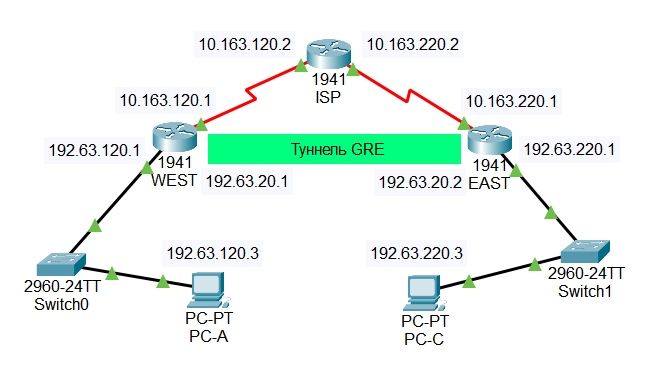 10.163.120.2
10.163.220.2
1941
ISP
10.163.120.1
10.163.220.1
192.63.120.1
Туннель GRE
192.63.220.1
1941
WEST
1941
EAST
192.63.20.1
192.63.20.2
192.63.120.3
192.63.220.3
2960-24TT
Switch0
2960-24TT
Switch1
PC-PT
PC-A
PC-PT
PC-C